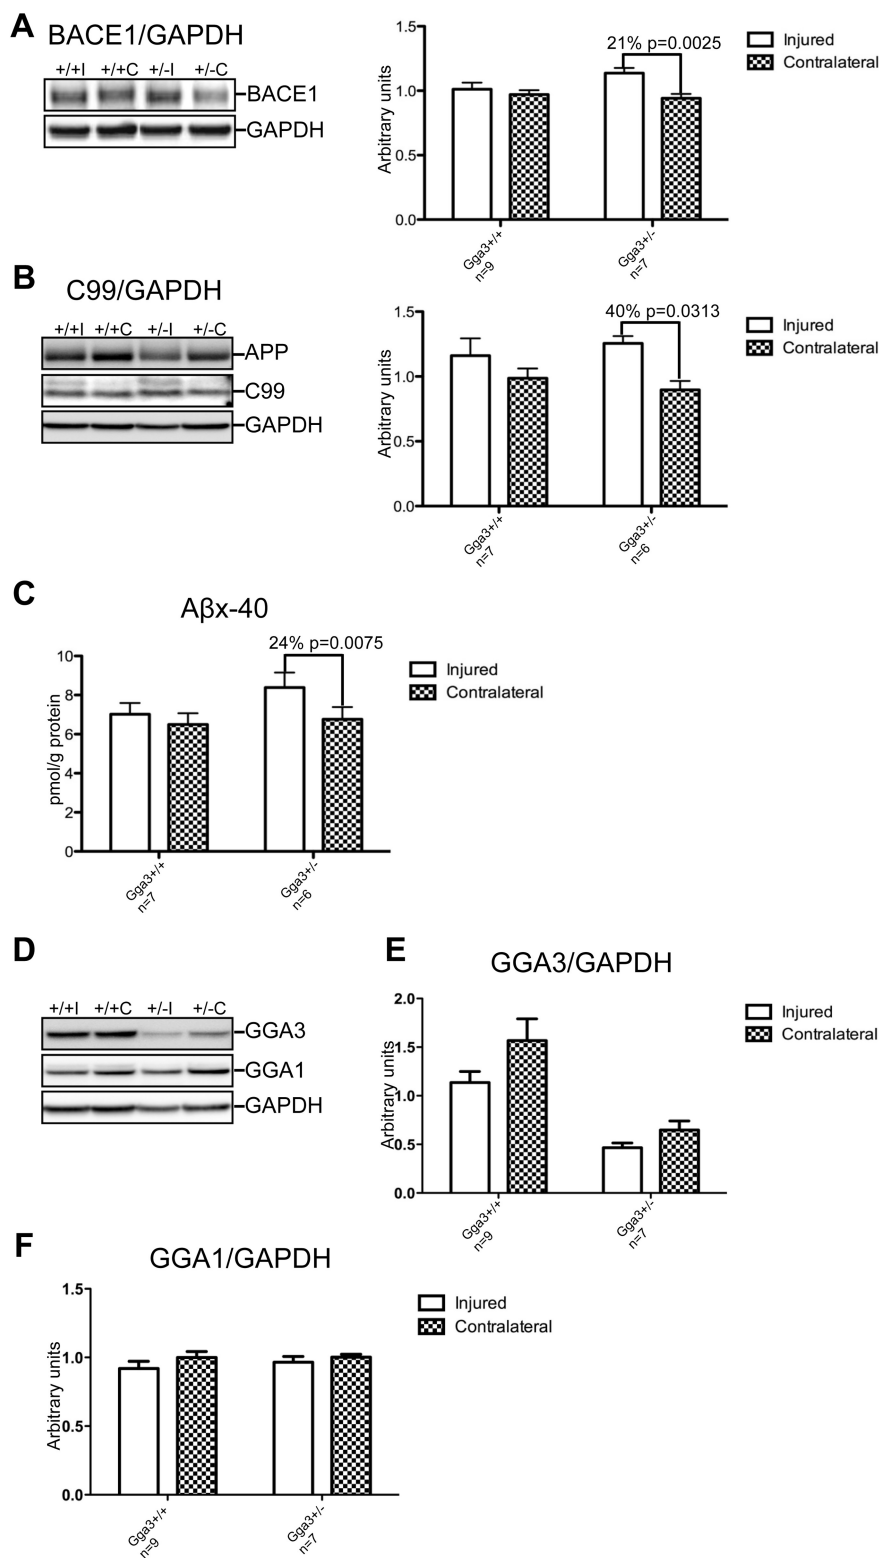 A
BACE1/GAPDH
+/+I +/+C +/-I +/-C
BACE1
GAPDH
1.5
1.0
0.5
0.0
Arbitrary units
21% p=0.0025
Gga3+/+
n=9
Gga3+/-
n=7
Injured
Contralateral
B
C99/GAPDH
+/+I +/+C +/-I +/-C
APP
C99
GAPDH
1.5
1.0
0.5
0.0
Arbitrary units
40% p=0.0313
Gga3+/+
n=7
Gga3+/-
n=6
Injured
Contralateral
C
Aβx-40
10
8
6
4
2
0
pmol/g protein
24% p=0.0075
Gga3+/+
n=7
Gga3+/-
n=6
Injured
Contralateral
D
+/+I +/+C +/-I +/-C
GGA3
GGA1
GAPDH
E
GGA3/GAPDH
2.0
1.5
1.0
0.5
0.0
Arbitrary units
Gga3+/+
n=9
Gga3+/-
n=7
Injured
Contralateral
F
GGA1/GAPDH
1.5
1.0
0.5
0.0
Arbitrary units
Gga3+/+
n=9
Gga3+/-
n=7
Injured
Contralateral